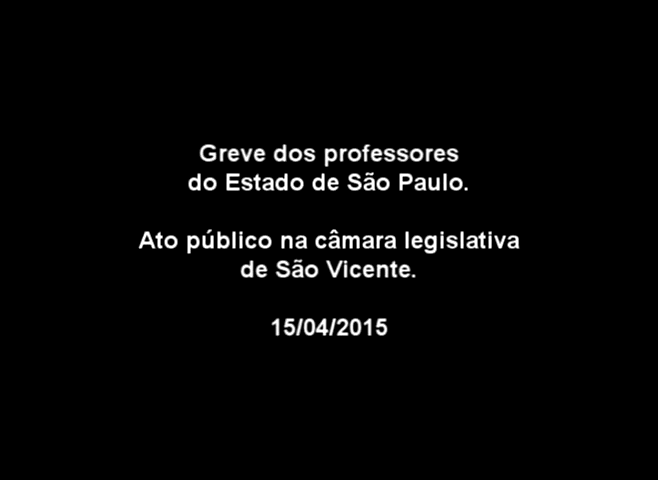 Greve dos professores
do Estado de São Paulo.
Ato público na câmara legislativa
de São Vicente.
15/04/2015